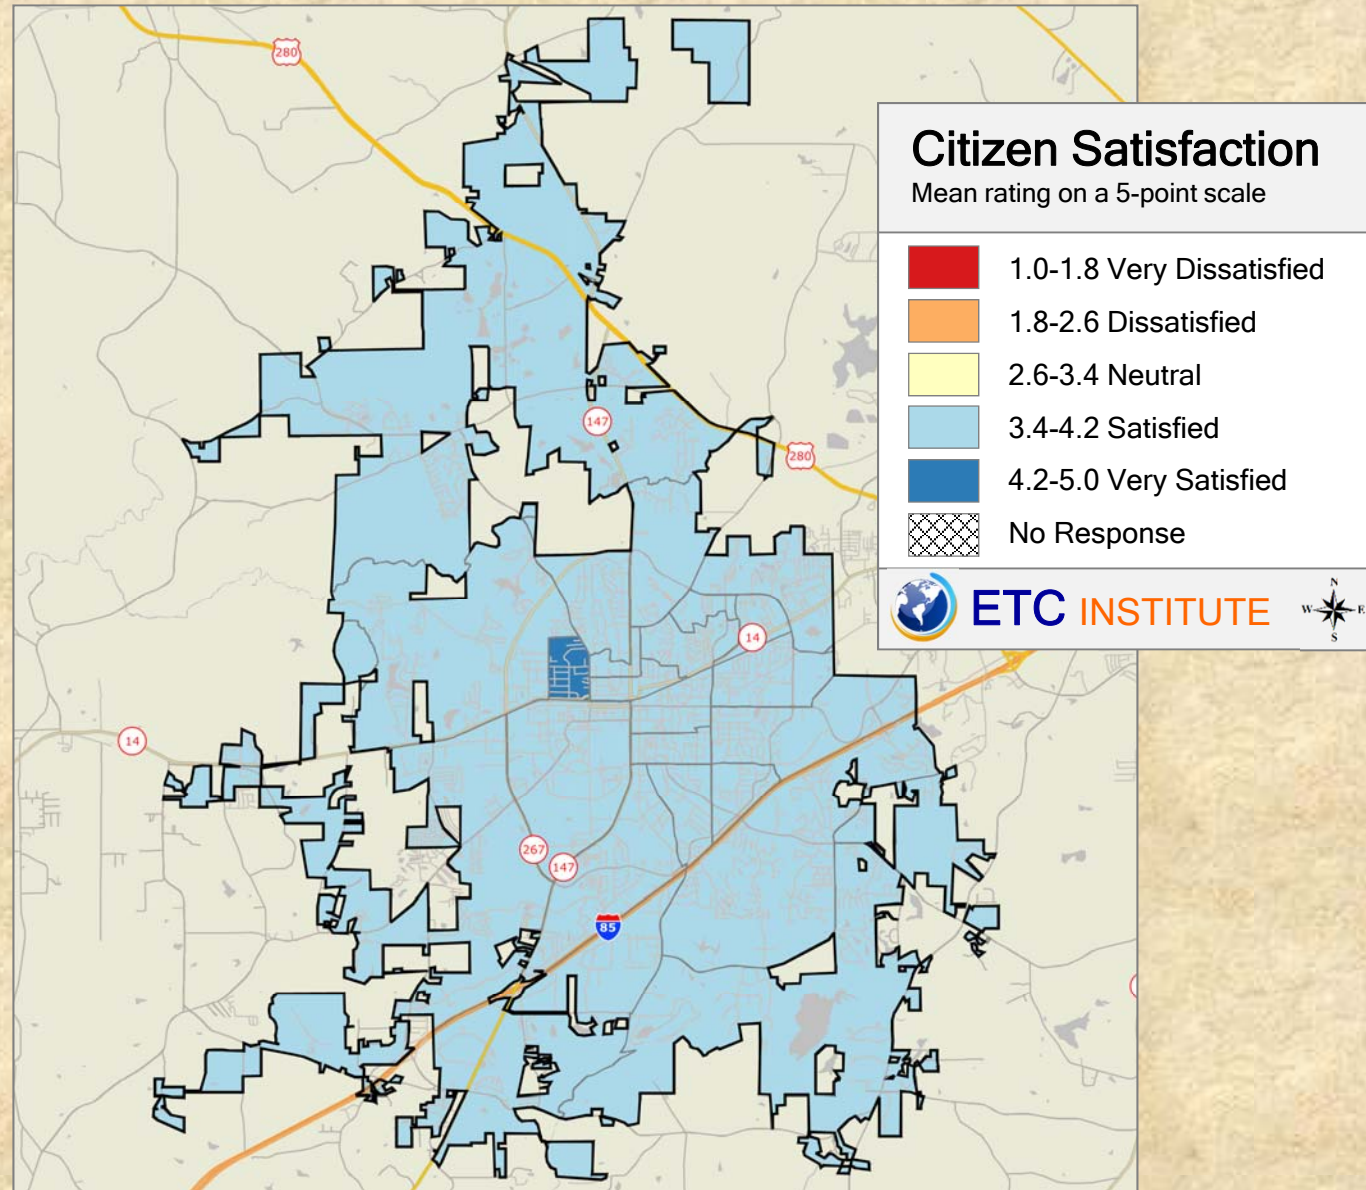 280
Citizen Satisfaction
Mean rating on a 5-point scale
1.0-1.8 Very Dissatisfied
1.8-2.6 Dissatisfied
2.6-3.4 Neutral
3.4-4.2 Satisfied
4.2-5.0 Very Satisfied
No Response
ETC INSTITUTE
N
W E
S
147
280
14
14
267
147
85